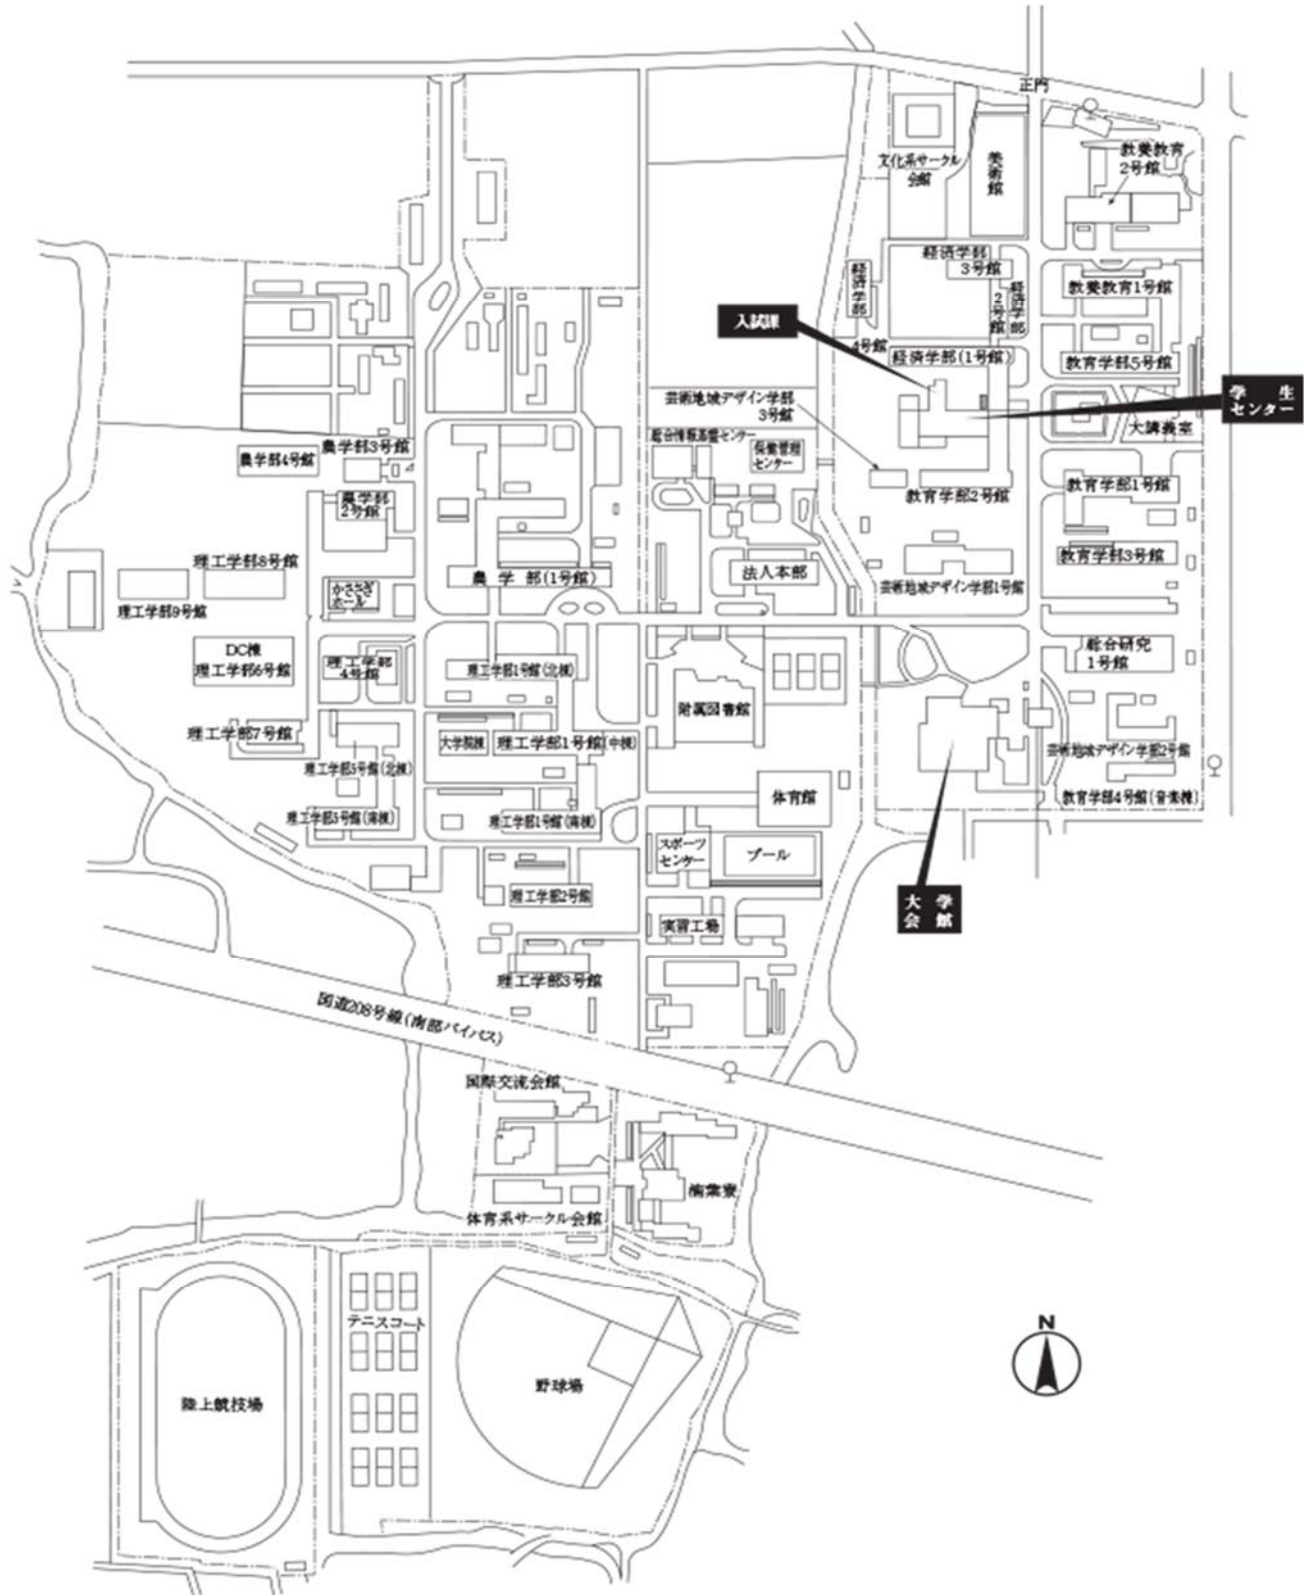 正門
教養教育
2号館
文化系サークル
会館
美術館
経済学部
3号館
経済学部
4号館
経済学部
2号館
教養教育1号館
入試課
経済学部(1号館)
教育学部5号館
学生
センター
芸術地域デザイン学部
3号館
大講義室
総合情報基盤センター
保健管理
センター
農学部3号館
農学部4号館
教育学部2号館
教育学部1号館
農学部
2号館
教育学部3号館
理工学部8号館
農学部(1号館)
法人本部
芸術地域デザイン学部1号館
かささぎ
ホール
理工学部9号館
DC棟
理工学部6号館
理工学部
4号館
理工学部1号館(北棟)
総合研究
1号館
附属図書館
理工学部7号館
大学院棟
理工学部1号館(中棟)
芸術地域デザイン学部2号館
理工学部5号館(北棟)
体育館
教育学部4号館(音楽棟)
理工学部5号館(南棟)
理工学部1号館(南棟)
スポーツ
センター
プール
理工学部2号館
大学
会館
実習工場
理工学部3号館
国道208号線(南部バイパス)
国際交流会館
楠葉寮
体育系サークル会館
テニスコート
N
野球場
陸上競技場